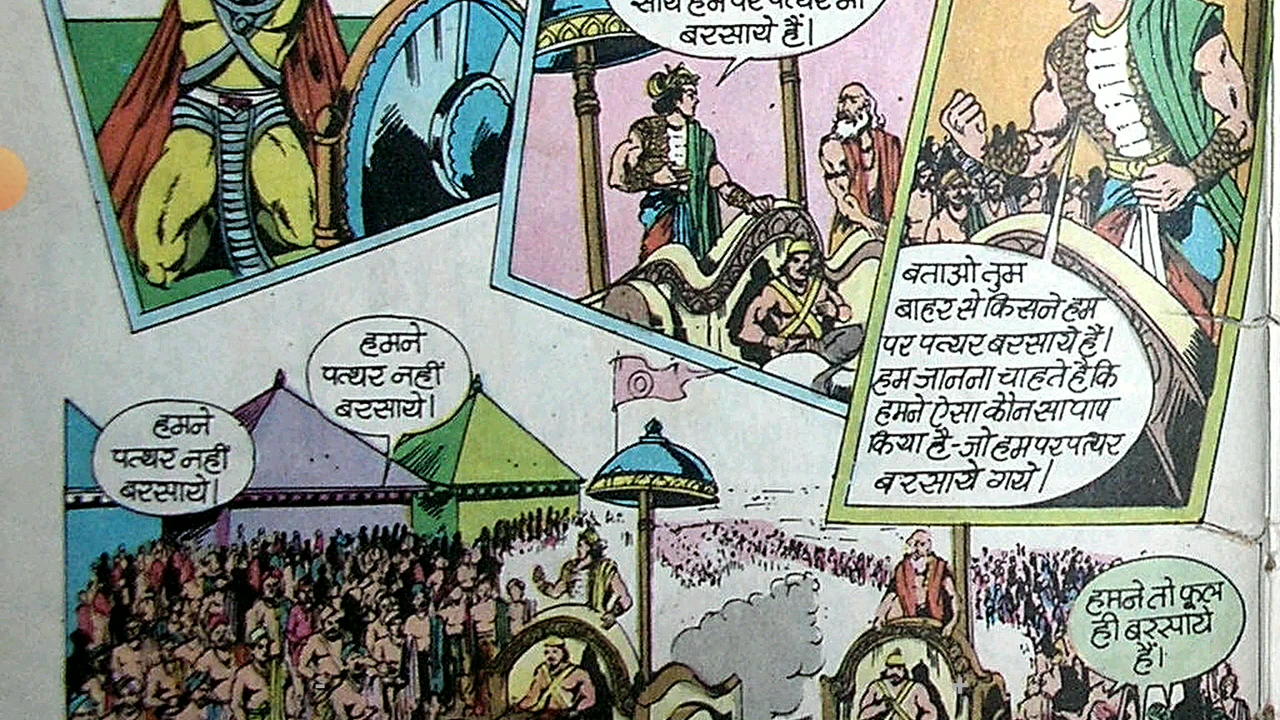 बरसाये हैं।
बताओ तुम
बाहर से किसने हम
पर पत्थर बरसाये हैं।
हम जानना चाहते हैं कि
हमने ऐसा कौन सा पाप
किया है-जो हम पर पत्थर
बरसाये गये।
हमने
पत्थर नहीं
बरसाये।
हमने
पत्थर नहीं
बरसाये।
हमने तो फूल
ही बरसाये
हैं।